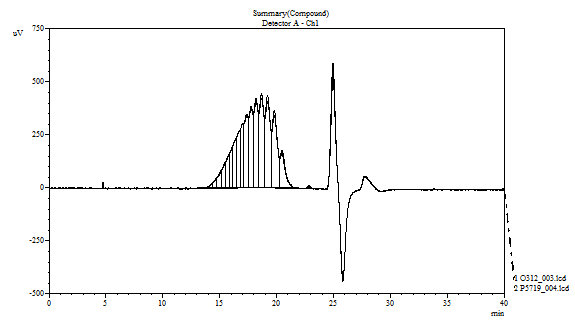 Summary(Compound)
Detector A - Ch1
uV
750
500
250
0
-250
-500
0 5 10 15 20 25 30 35 40
min
1 O312_003.lcd
2 P5719_004.lcd